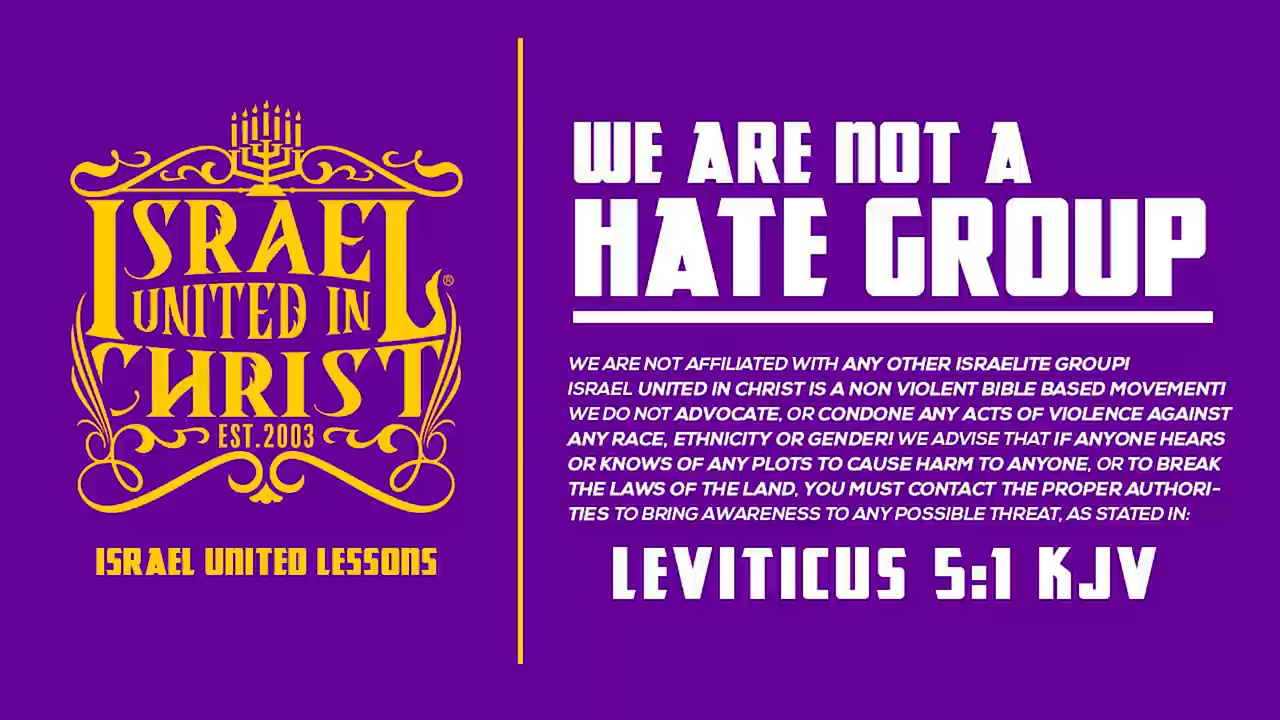 ISRAEL
UNITED IN
CHRIST
®
EST.2003
ISRAEL UNITED LESSONS
WE ARE NOT A
HATE GROUP
WE ARE NOT AFFILIATED WITH ANY OTHER ISRAELITE GROUP!
ISRAEL UNITED IN CHRIST IS A NON VIOLENT BIBLE BASED MOVEMENT!
WE DO NOT ADVOCATE, OR CONDONE ANY ACTS OF VIOLENCE AGAINST
ANY RACE, ETHNICITY OR GENDER! WE ADVISE THAT IF ANYONE HEARS
OR KNOWS OF ANY PLOTS TO CAUSE HARM TO ANYONE, OR TO BREAK
THE LAWS OF THE LAND, YOU MUST CONTACT THE PROPER AUTHORI-
TIES TO BRING AWARENESS TO ANY POSSIBLE THREAT, AS STATED IN:
LEVITICUS 5:1 KJV